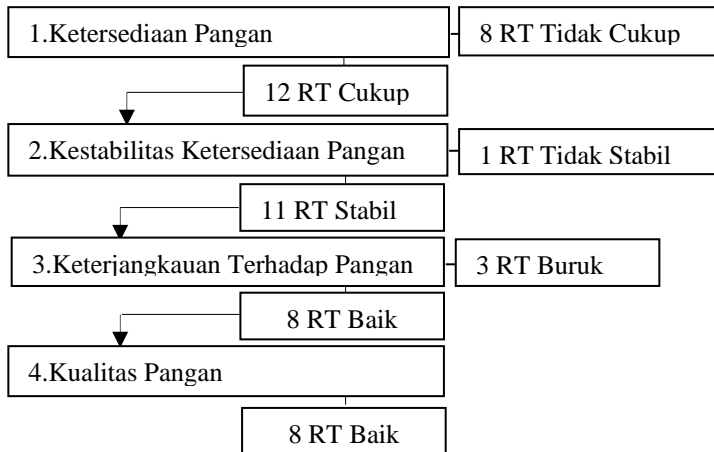 1.Ketersediaan Pangan
8 RT Tidak Cukup
12 RT Cukup
2.Kestabilitas Ketersediaan Pangan
1 RT Tidak Stabil
11 RT Stabil
3.Keterjangkauan Terhadap Pangan
3 RT Buruk
8 RT Baik
4.Kualitas Pangan
8 RT Baik